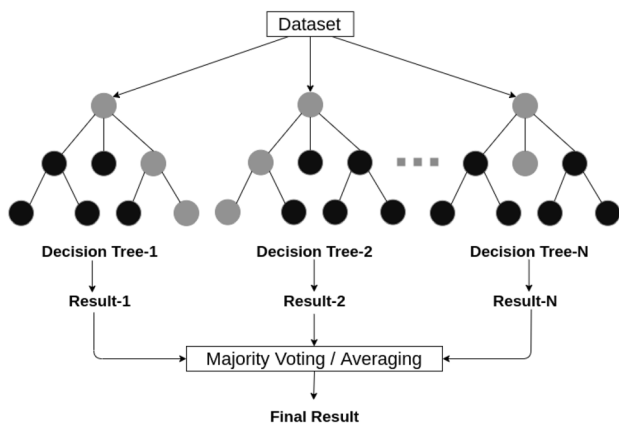 Dataset
Decision Tree-1
Decision Tree-2
Decision Tree-N
Result-1
Result-2
Result-N
Majority Voting / Averaging
Final Result